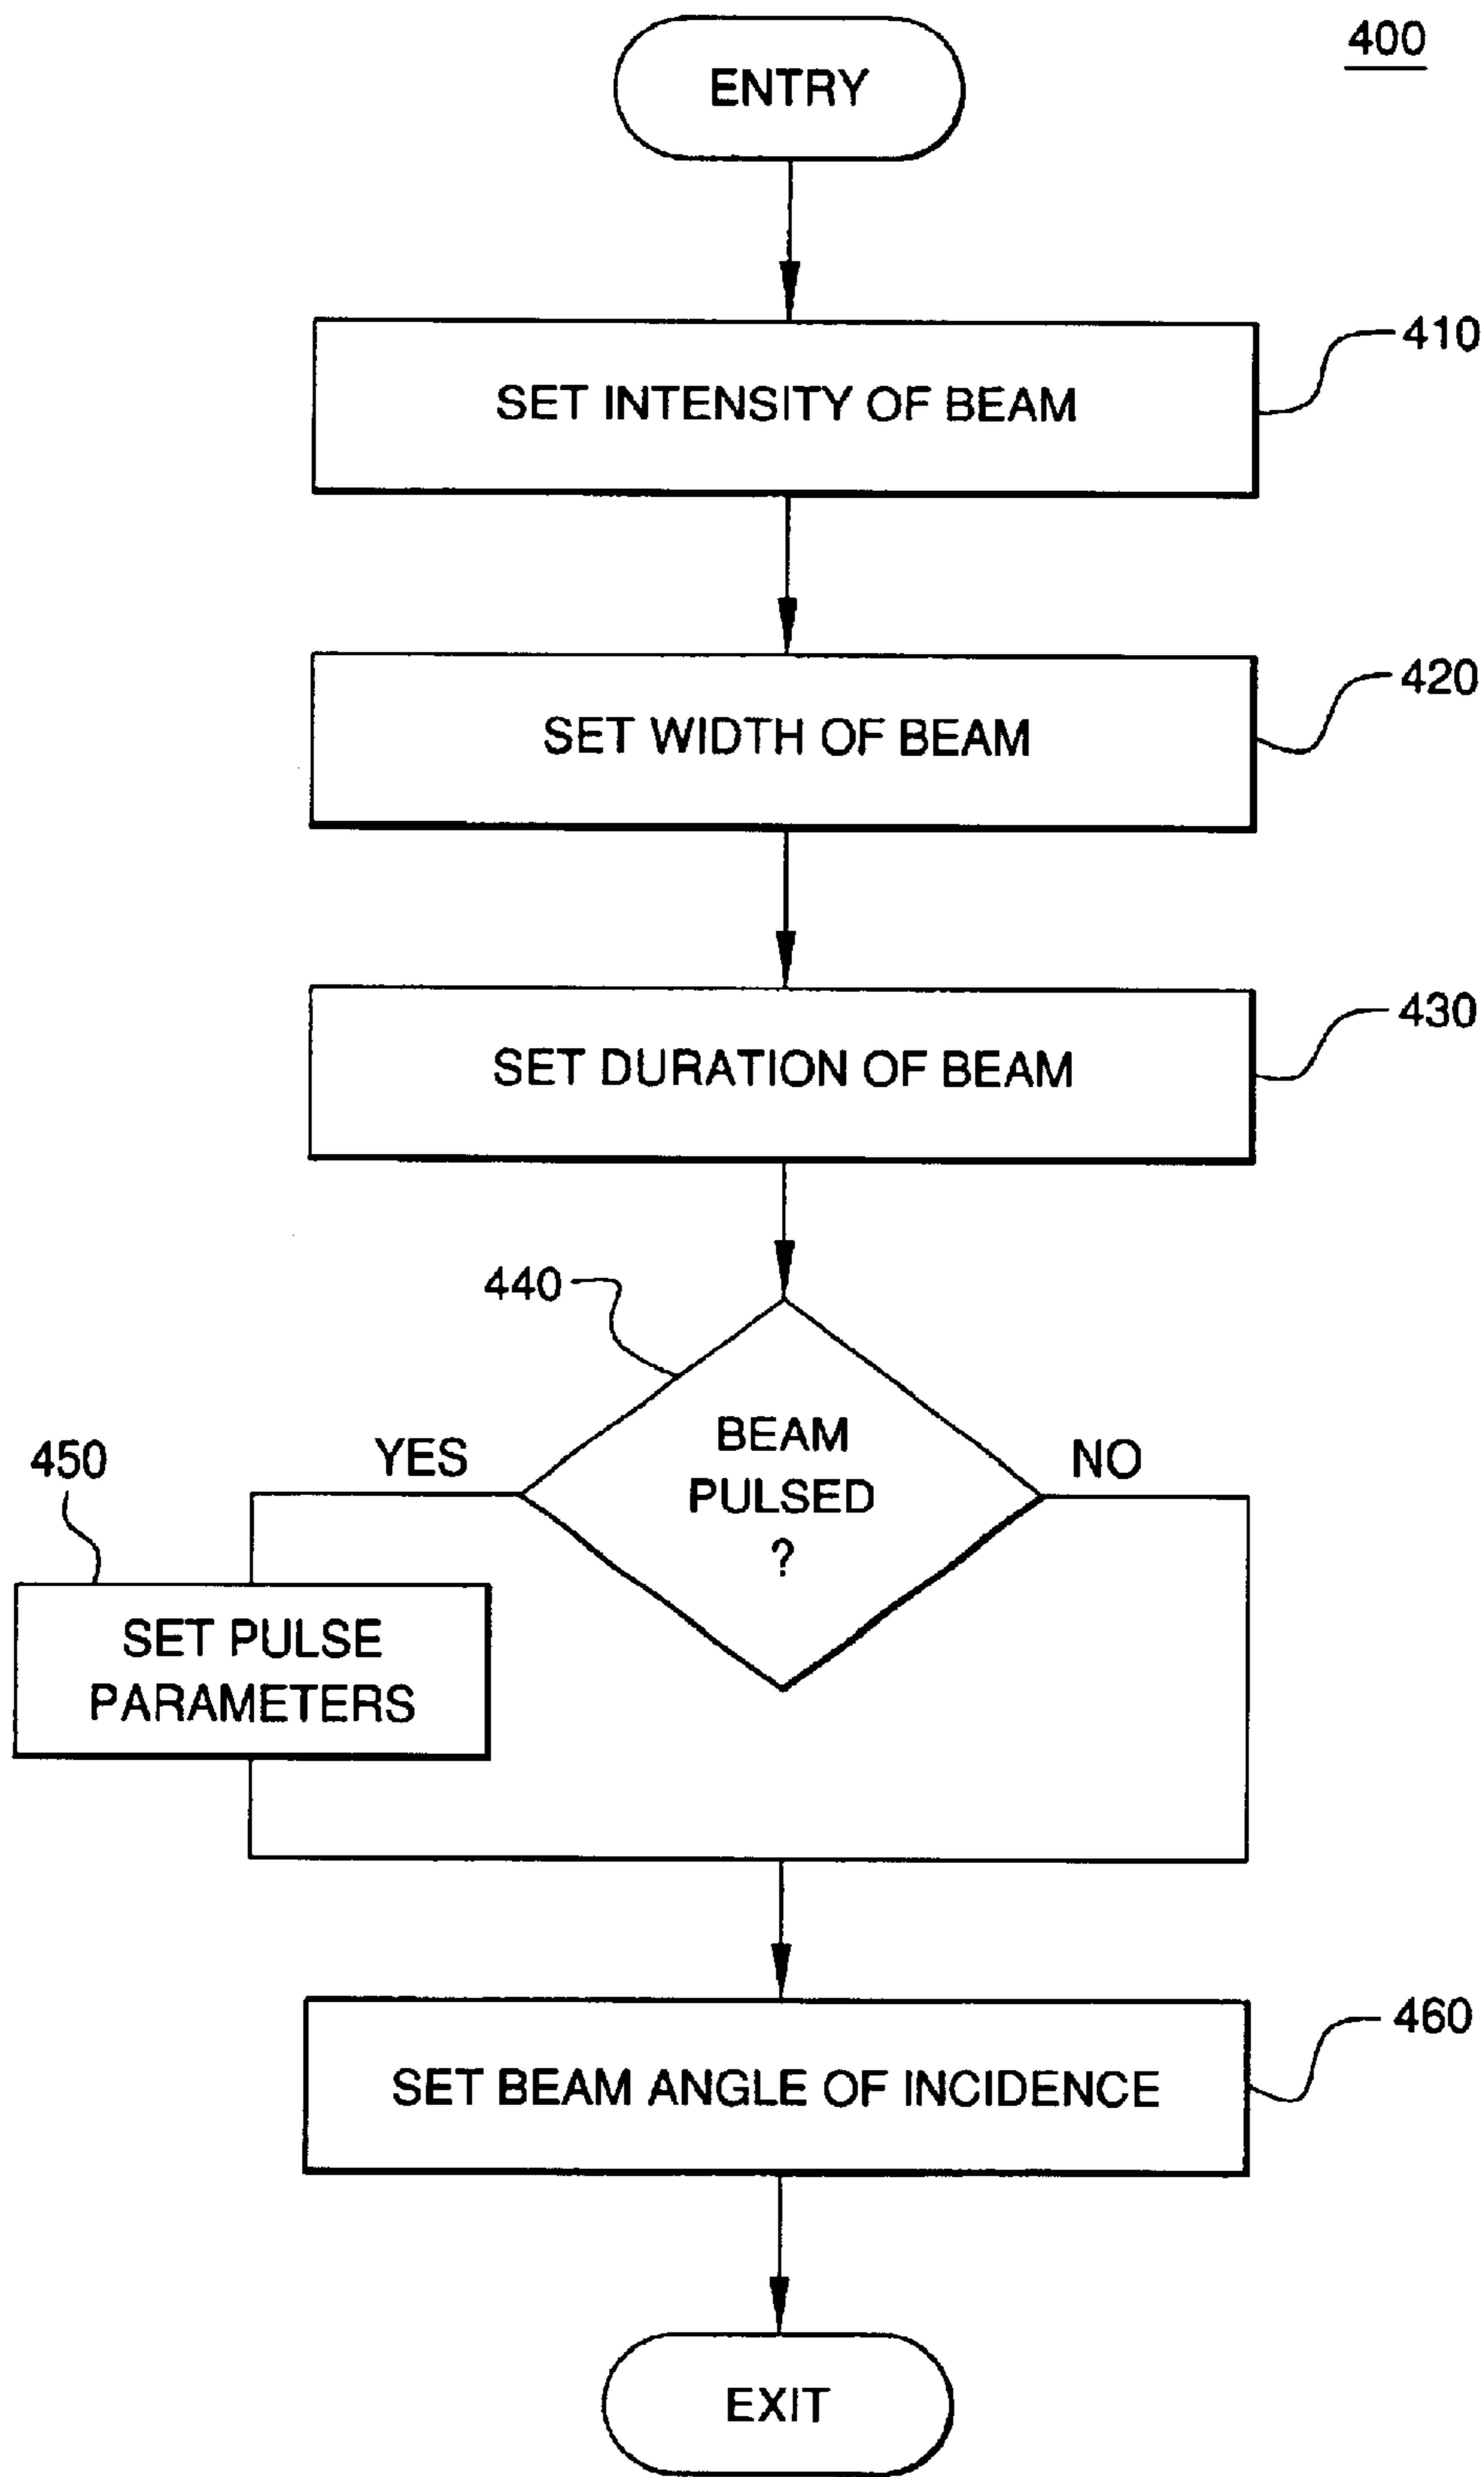 400
ENTRY
SET INTENSITY OF BEAM
410
SET WIDTH OF BEAM
420
SET DURATION OF BEAM
430
440
BEAM
PULSED
?
YES
NO
450
SET PULSE
PARAMETERS
SET BEAM ANGLE OF INCIDENCE
460
EXIT